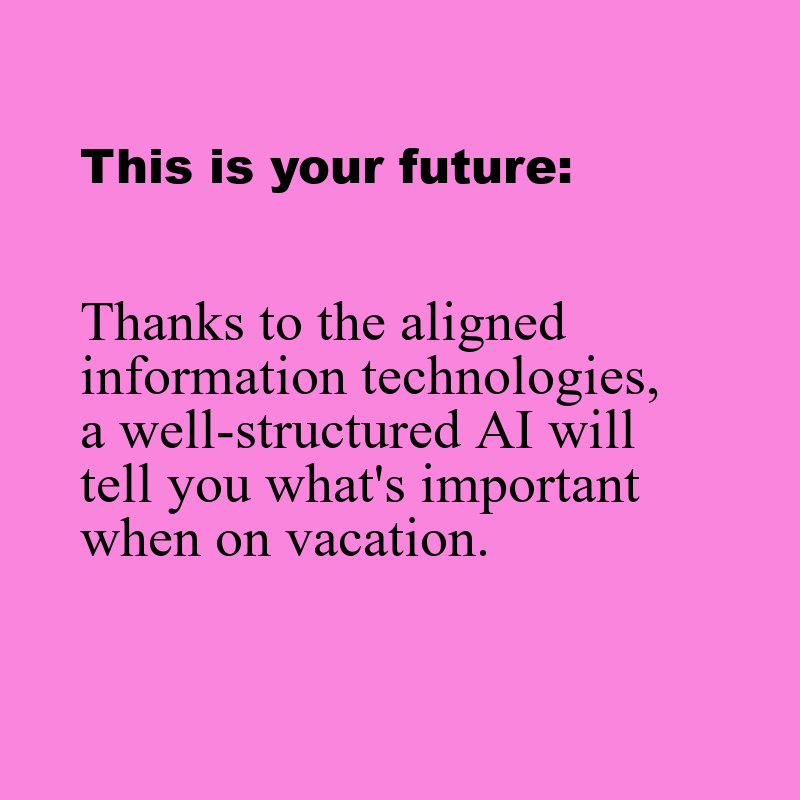 This is your future:
Thanks to the aligned
information technologies,
a well-structured AI will
tell you what's important
when on vacation.